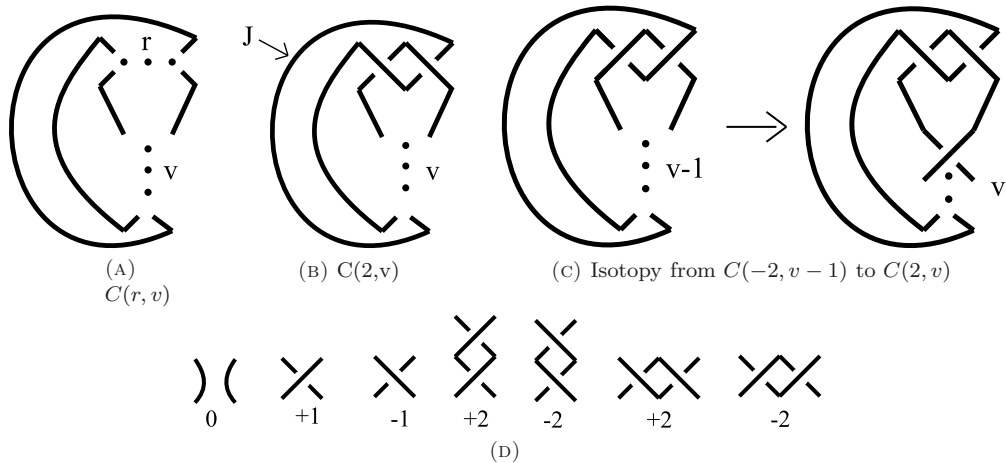 r
v
(A)
C(r, v)
J
v
(B) C(2,v)
v-1
v
(C) Isotopy from C(−2, v − 1) to C(2, v)
0
+1
-1
+2
-2
+2
-2
(D)